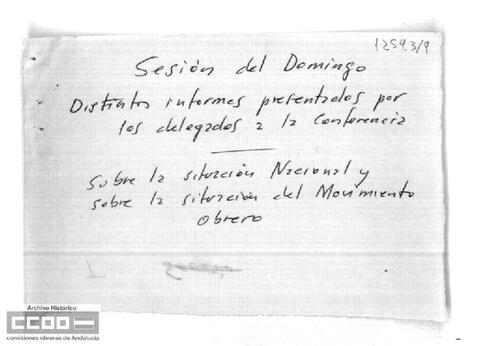 1259.3/9
Sesión del Domingo
Distintos informes presentados por
los delegados a la Conferencia
Sobre la situación Nacional y
sobre la situación del Movimiento
Obrero
Archivo Histórico
CCOO
comisiones obreras de Andalucía